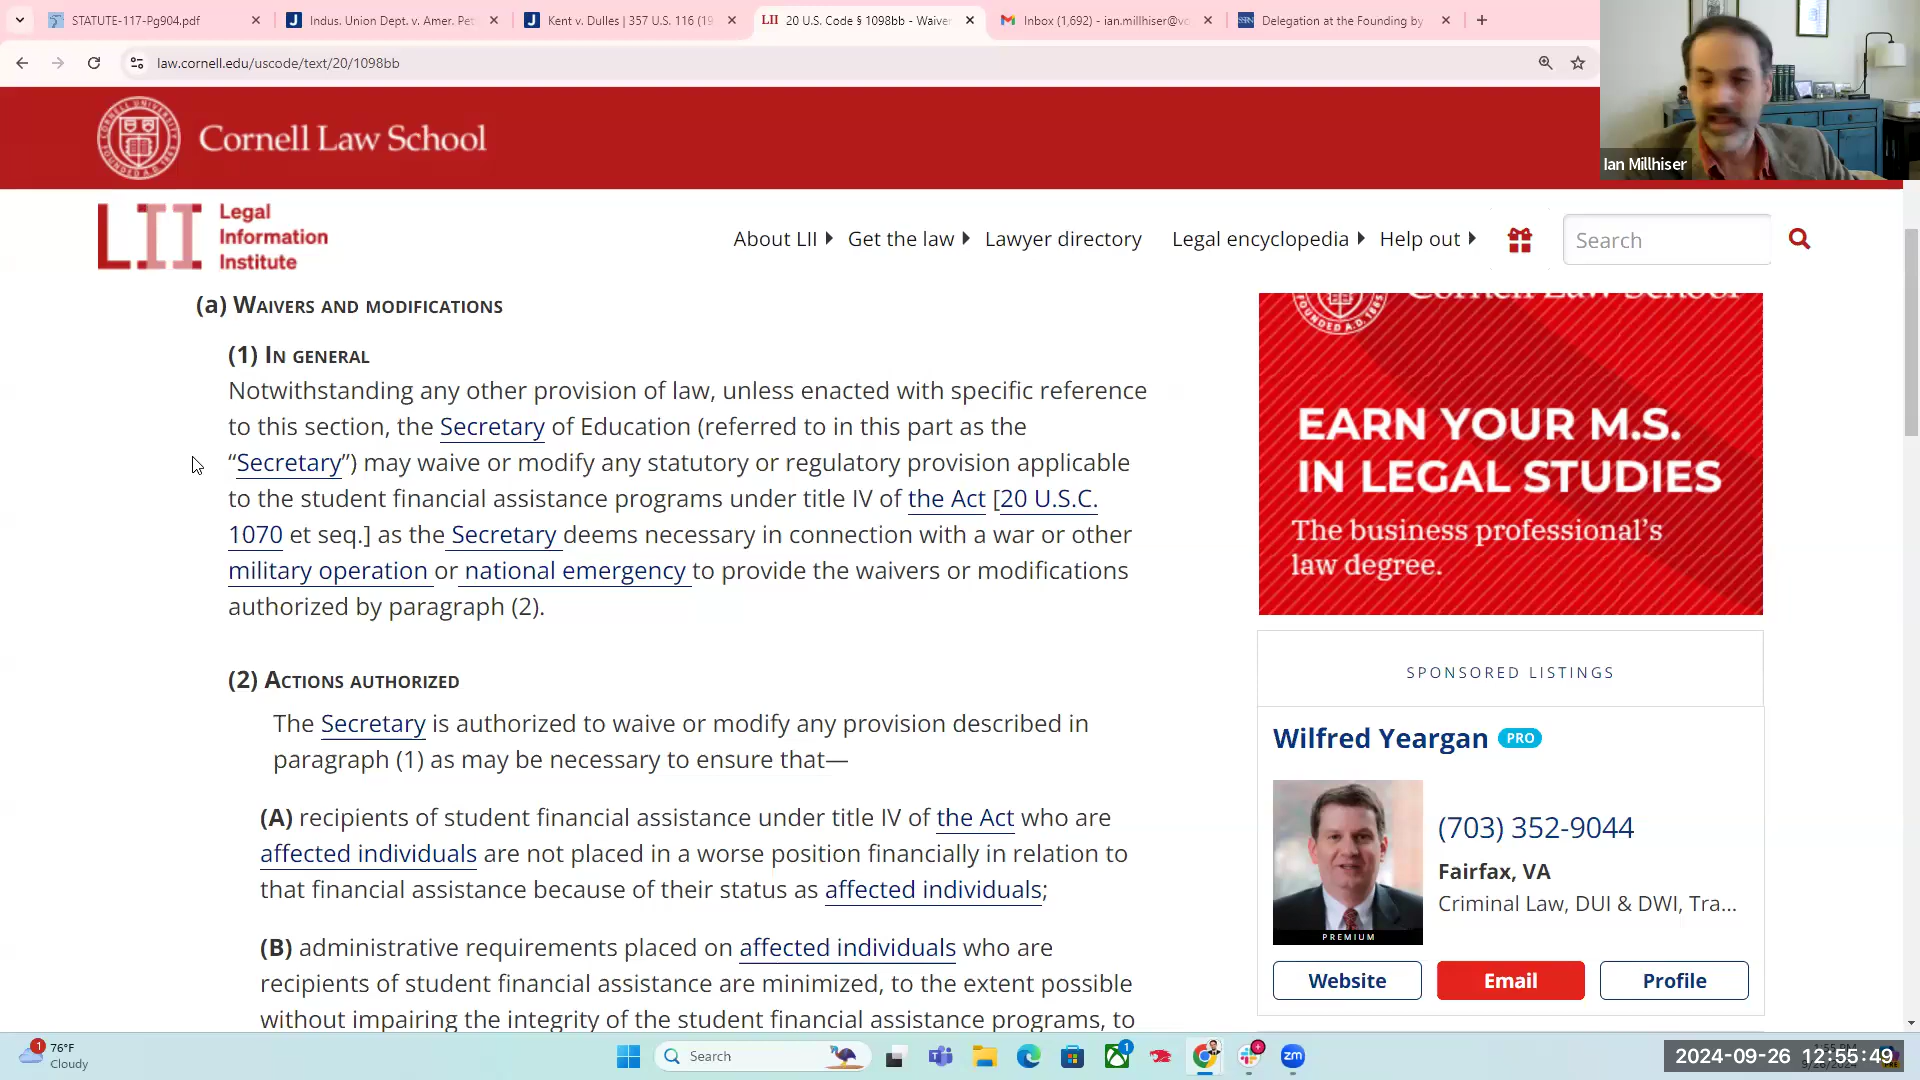 STATUTE-117-Pg904.pdf
Indus. Union Dept. v. Amer. Pet
Kent v. Dulles | 357 U.S. 116 (19
LII
20 U.S. Code § 1098bb - Waiver
Inbox (1,692) - ian.millhiser@vo
SSRN
Delegation at the Founding by
law.cornell.edu/uscode/text/20/1098bb
Ian Millhiser
Cornell Law School
LII
Legal
Information
Institute
About LII
Get the law
Lawyer directory
Legal encyclopedia
Help out
Search
(a) WAIVERS AND MODIFICATIONS
(1) IN GENERAL
Notwithstanding any other provision of law, unless enacted with specific reference
to this section, the Secretary of Education (referred to in this part as the
“Secretary”) may waive or modify any statutory or regulatory provision applicable
to the student financial assistance programs under title IV of the Act [20 U.S.C.
1070 et seq.] as the Secretary deems necessary in connection with a war or other
military operation or national emergency to provide the waivers or modifications
authorized by paragraph (2).
(2) ACTIONS AUTHORIZED
The Secretary is authorized to waive or modify any provision described in
paragraph (1) as may be necessary to ensure that—
(A) recipients of student financial assistance under title IV of the Act who are
affected individuals are not placed in a worse position financially in relation to
that financial assistance because of their status as affected individuals;
(B) administrative requirements placed on affected individuals who are
recipients of student financial assistance are minimized, to the extent possible
without impairing the integrity of the student financial assistance programs, to
Cornell Law School
FOUNDED A.D. 1865
EARN YOUR M.S.
IN LEGAL STUDIES
The business professional’s
law degree.
SPONSORED LISTINGS
Wilfred Yeargan PRO
(703) 352-9044
Fairfax, VA
Criminal Law, DUI & DWI, Tra...
PREMIUM
Website
Email
Profile
1
76°F
Cloudy
Search
1
zm
2024-09-26 12:55:49